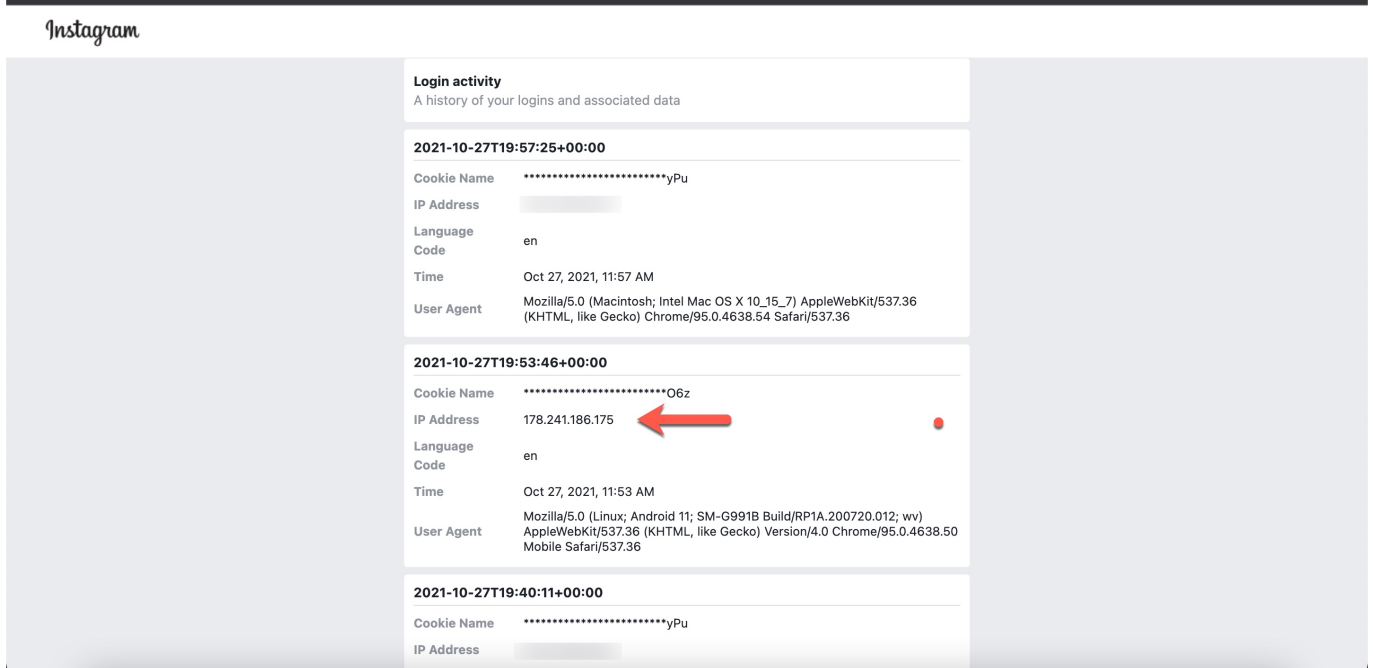 Instagram
Login activity
A history of your logins and associated data
2021-10-27T19:57:25+00:00
Cookie Name *************************yPu
IP Address
Language
Code en
Time Oct 27, 2021, 11:57 AM
User Agent Mozilla/5.0 (Macintosh; Intel Mac OS X 10_15_7) AppleWebKit/537.36
(KHTML, like Gecko) Chrome/95.0.4638.54 Safari/537.36
2021-10-27T19:53:46+00:00
Cookie Name *************************O6z
IP Address 178.241.186.175
Language
Code en
Time Oct 27, 2021, 11:53 AM
User Agent Mozilla/5.0 (Linux; Android 11; SM-G991B Build/RP1A.200720.012; wv)
AppleWebKit/537.36 (KHTML, like Gecko) Version/4.0 Chrome/95.0.4638.50
Mobile Safari/537.36
2021-10-27T19:40:11+00:00
Cookie Name *************************yPu
IP Address